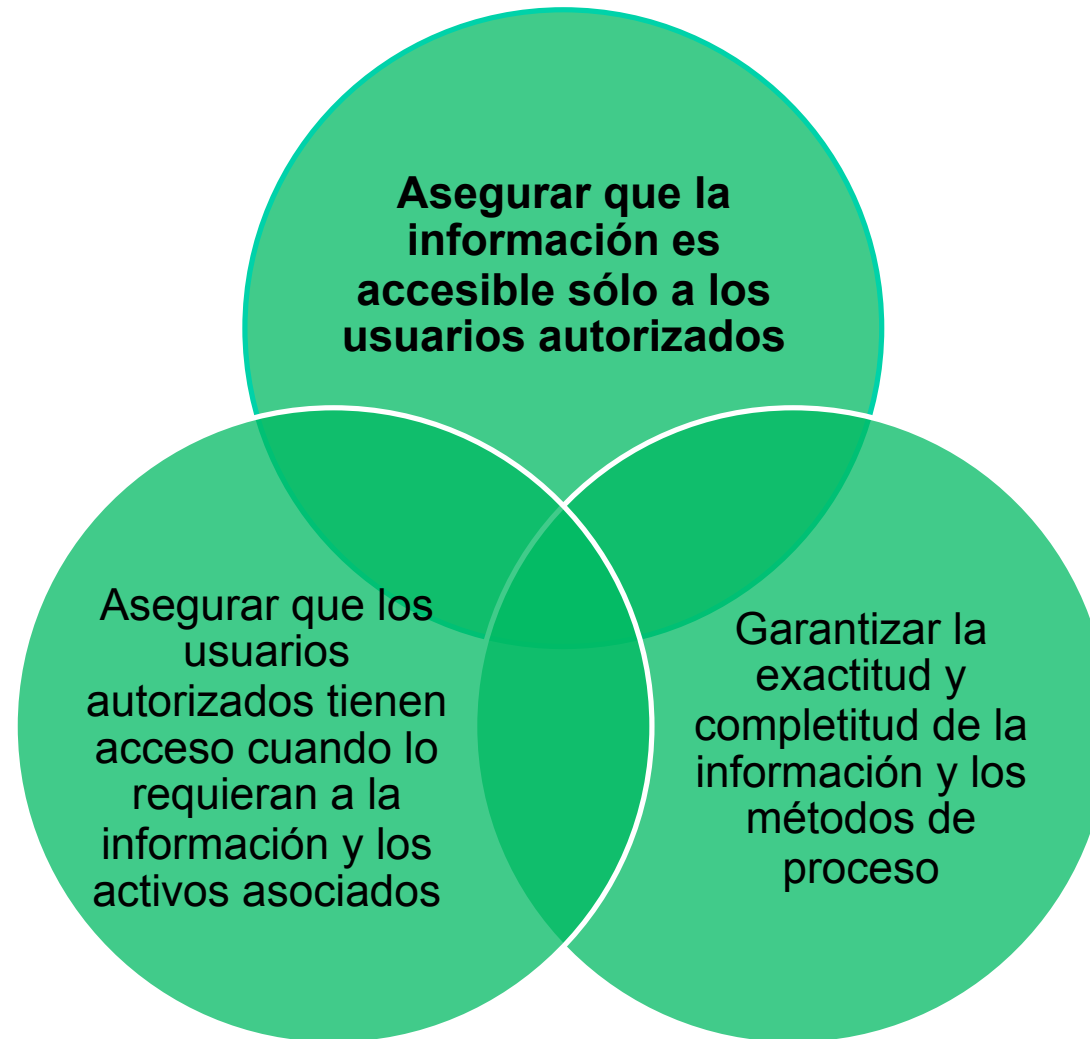 Asegurar que la
información es
accesible sólo a los
usuarios autorizados
Asegurar que los
usuarios
autorizados tienen
acceso cuando lo
requieran a la
información y los
activos asociados
Garantizar la
exactitud y
completitud de la
información y los
métodos de
proceso